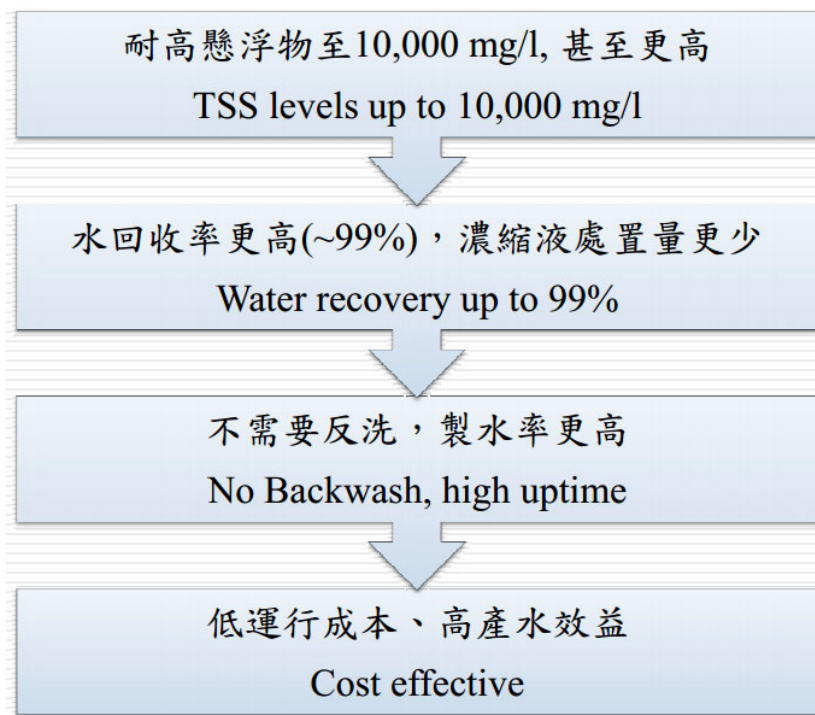 耐高懸浮物至10,000 mg/l, 甚至更高
TSS levels up to 10,000 mg/l
水回收率更高(~99%)，濃縮液處置量更少
Water recovery up to 99%
不需要反洗，製水率更高
No Backwash, high uptime
低運行成本、高產水效益
Cost effective